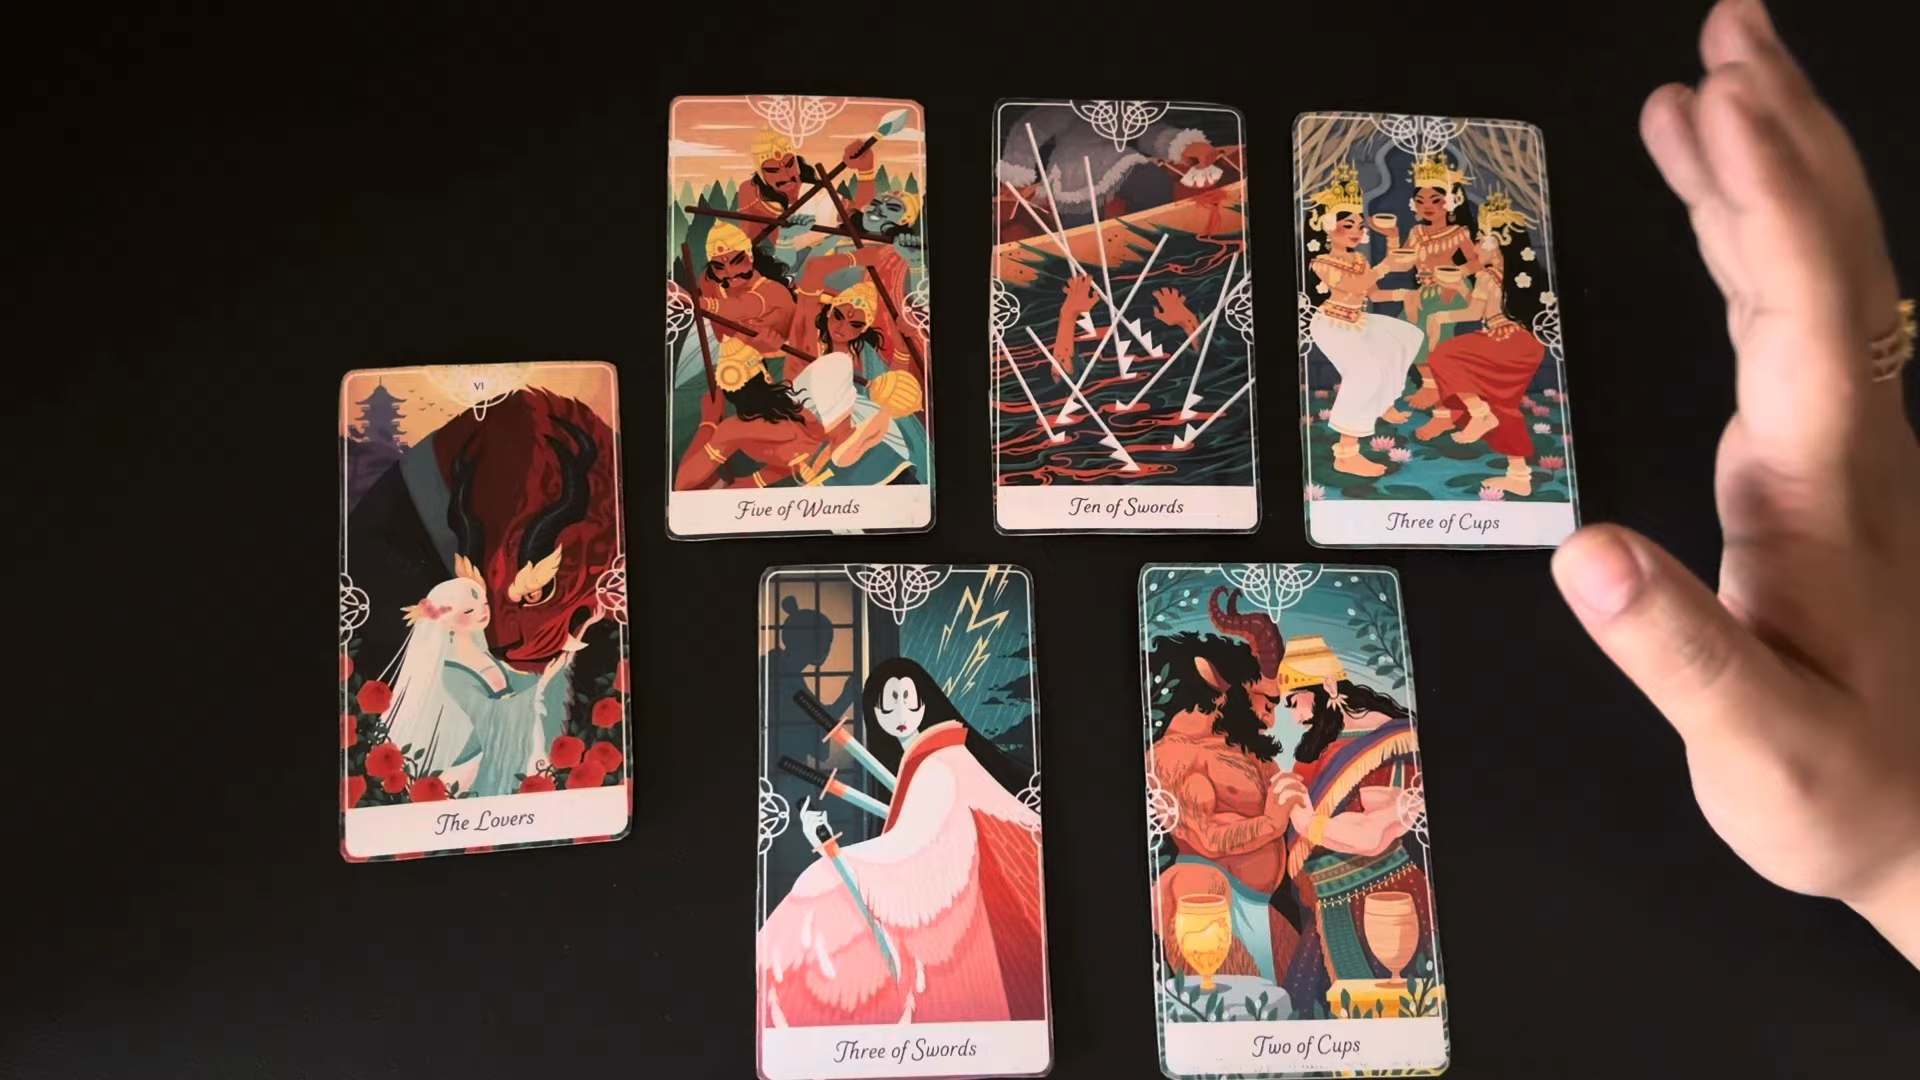 Five of Wands
Ten of Swords
Three of Cups
VI
The Lovers
Three of Swords
Two of Cups